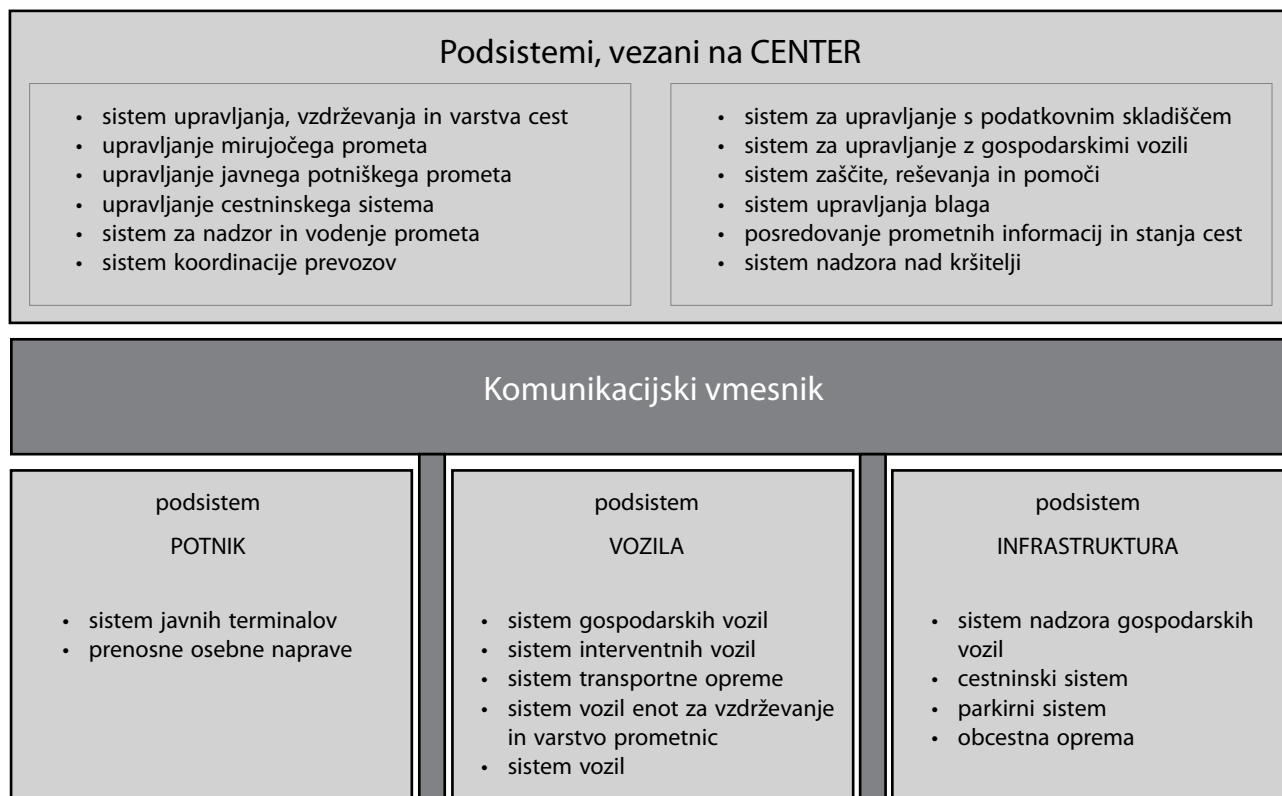 Podsistemi, vezani na CENTER
• sistem upravljanja, vzdrževanja in varstva cest
• upravljanje mirujočega prometa
• upravljanje javnega potniškega prometa
• upravljanje cestninskega sistema
• sistem za nadzor in vodenje prometa
• sistem koordinacije prevozov
• sistem za upravljanje s podatkovnim skladiščem
• sistem za upravljanje z gospodarskimi vozili
• sistem zaščite, reševanja in pomoči
• sistem upravljanja blaga
• posredovanje prometnih informacij in stanja cest
• sistem nadzora nad kršitelji
Komunikacijski vmesnik
podsistem
POTNIK
• sistem javnih terminalov
• prenosne osebne naprave
podsistem
VOZILA
• sistem gospodarskih vozil
• sistem interventnih vozil
• sistem transportne opreme
• sistem vozil enot za vzdrževanje
in varstvo prometnic
• sistem vozil
podsistem
INFRASTRUKTURA
• sistem nadzora gospodarskih
vozil
• cestninski sistem
• parkirni sistem
• obcestna oprema